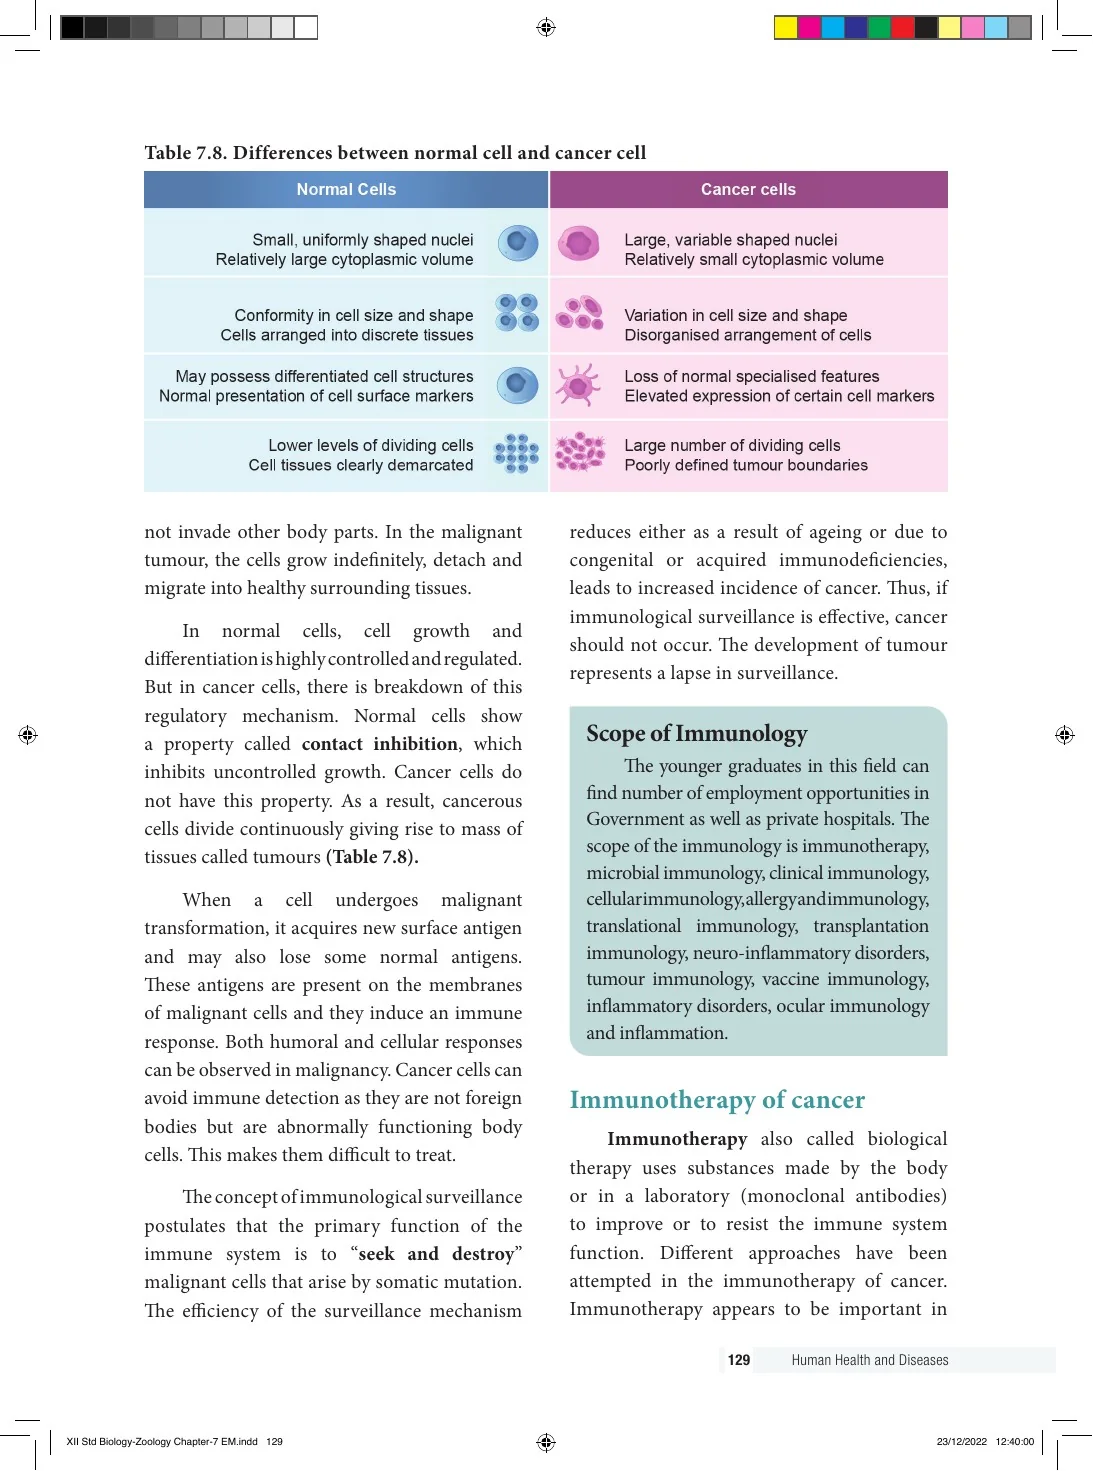 Table 7.8. Differences between normal cell and cancer cell
Normal Cells
Cancer cells
Small, uniformly shaped nuclei
Relatively large cytoplasmic volume
Large, variable shaped nuclei
Relatively small cytoplasmic volume
Conformity in cell size and shape
Cells arranged into discrete tissues
Variation in cell size and shape
Disorganised arrangement of cells
May possess differentiated cell structures
Normal presentation of cell surface markers
Loss of normal specialised features
Elevated expression of certain cell markers
Lower levels of dividing cells
Cell tissues clearly demarcated
Large number of dividing cells
Poorly defined tumour boundaries
not invade other body parts. In the malignant
tumour, the cells grow indefinitely, detach and
migrate into healthy surrounding tissues.
In normal cells, cell growth and
differentiation is highly controlled and regulated.
But in cancer cells, there is breakdown of this
regulatory mechanism. Normal cells show
a property called contact inhibition, which
inhibits uncontrolled growth. Cancer cells do
not have this property. As a result, cancerous
cells divide continuously giving rise to mass of
tissues called tumours (Table 7.8).
When a cell undergoes malignant
transformation, it acquires new surface antigen
and may also lose some normal antigens.
These antigens are present on the membranes
of malignant cells and they induce an immune
response. Both humoral and cellular responses
can be observed in malignancy. Cancer cells can
avoid immune detection as they are not foreign
bodies but are abnormally functioning body
cells. This makes them difficult to treat.
The concept of immunological surveillance
postulates that the primary function of the
immune system is to “seek and destroy”
malignant cells that arise by somatic mutation.
The efficiency of the surveillance mechanism
reduces either as a result of ageing or due to
congenital or acquired immunodeficiencies,
leads to increased incidence of cancer. Thus, if
immunological surveillance is effective, cancer
should not occur. The development of tumour
represents a lapse in surveillance.
Scope of Immunology
The younger graduates in this field can
find number of employment opportunities in
Government as well as private hospitals. The
scope of the immunology is immunotherapy,
microbial immunology, clinical immunology,
cellular immunology, allergy and immunology,
translational immunology, transplantation
immunology, neuro-inflammatory disorders,
tumour immunology, vaccine immunology,
inflammatory disorders, ocular immunology
and inflammation.
Immunotherapy of cancer
Immunotherapy also called biological
therapy uses substances made by the body
or in a laboratory (monoclonal antibodies)
to improve or to resist the immune system
function. Different approaches have been
attempted in the immunotherapy of cancer.
Immunotherapy appears to be important in
129 Human Health and Diseases
XII Std Biology-Zoology Chapter-7 EM.indd 129
23/12/2022 12:40:00